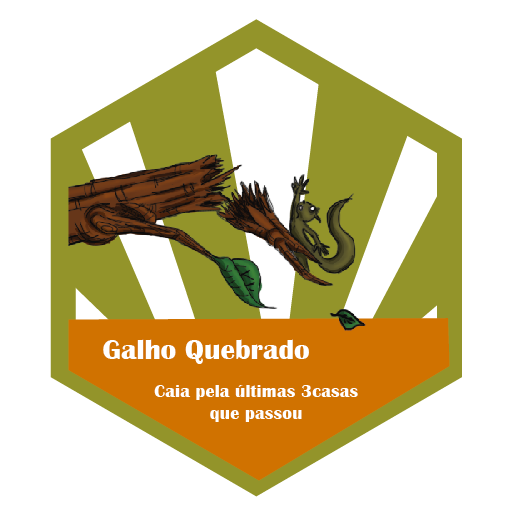 Galho Quebrado
Caia pela últimas 3casas
que passou